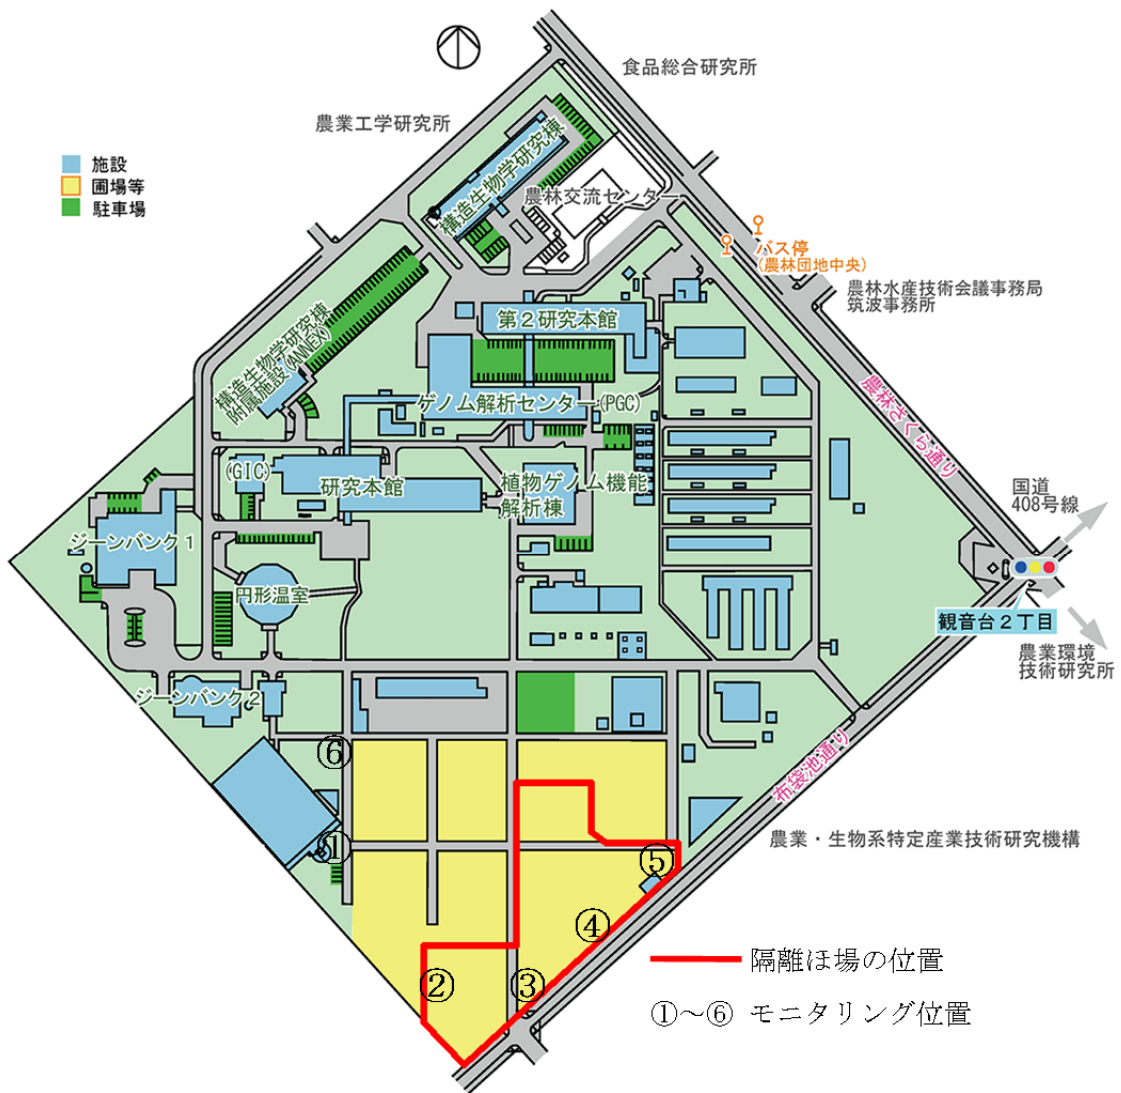 食品総合研究所
農業工学研究所
施設
圃場等
駐車場
構造生物学研究棟
農林交流センター
バス停
(農林団地中央)
農林水産技術会議事務局
筑波事務所
第2研究本館
構造生物学研究棟
附属施設(ANNEX)
ゲノム解析センター(PGC)
農林さくら通り
(GIC)
研究本館
植物ゲノム機能
解析棟
国道
408号線
ジーンバンク1
円形温室
観音台2丁目
農業環境
技術研究所
ジーンバンク2
⑥
布袋池通り
①
農業・生物系特定産業技術研究機構
⑤
④
隔離ほ場の位置
②
③
①～⑥ モニタリング位置